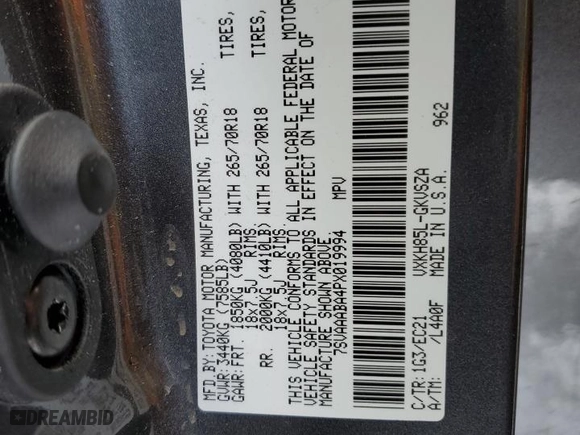 MFD.BY:TOYOTA MOTOR MANUFACTURING, TEXAS, INC.
GVWR: 3440KG (7585LB)
GAWR: FRT. 1850KG (4080LB) WITH 265/70R18 TIRES,
18x7.5J RIMS,
RR. 2000KG (4410LB) WITH 265/70R18 TIRES,
18x7.5J RIMS.
THIS VEHICLE CONFORMS TO ALL APPLICABLE FEDERAL MOTOR
VEHICLE SAFETY STANDARDS IN EFFECT ON THE DATE OF
MANUFACTURE SHOWN ABOVE.
7SVAAABA4PX019994 MPV
C/TR: 1G3/EC21 VXKH85L-GKVSZA
A/TM: /L4A0F MADE IN U.S.A. 962
DREAMBID